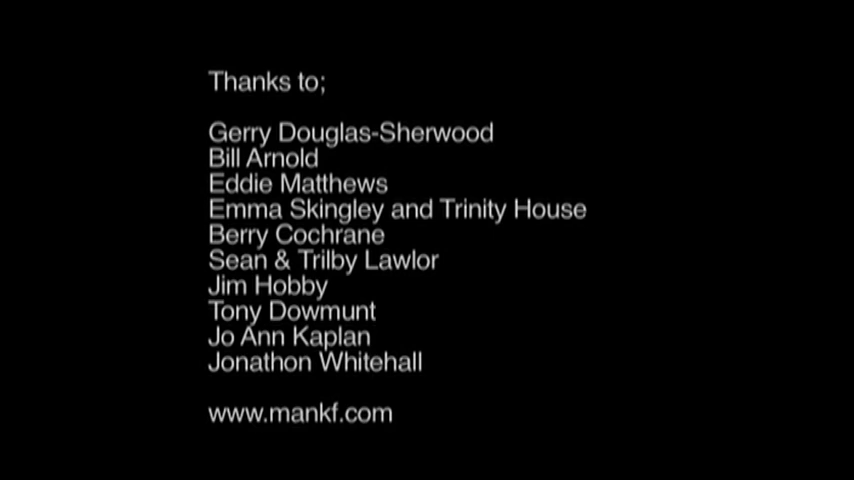 Thanks to;
Gerry Douglas-Sherwood
Bill Arnold
Eddie Matthews
Emma Skingley and Trinity House
Berry Cochrane
Sean & Trilby Lawlor
Jim Hobby
Tony Dowmunt
Jo Ann Kaplan
Jonathon Whitehall
www.mankf.com